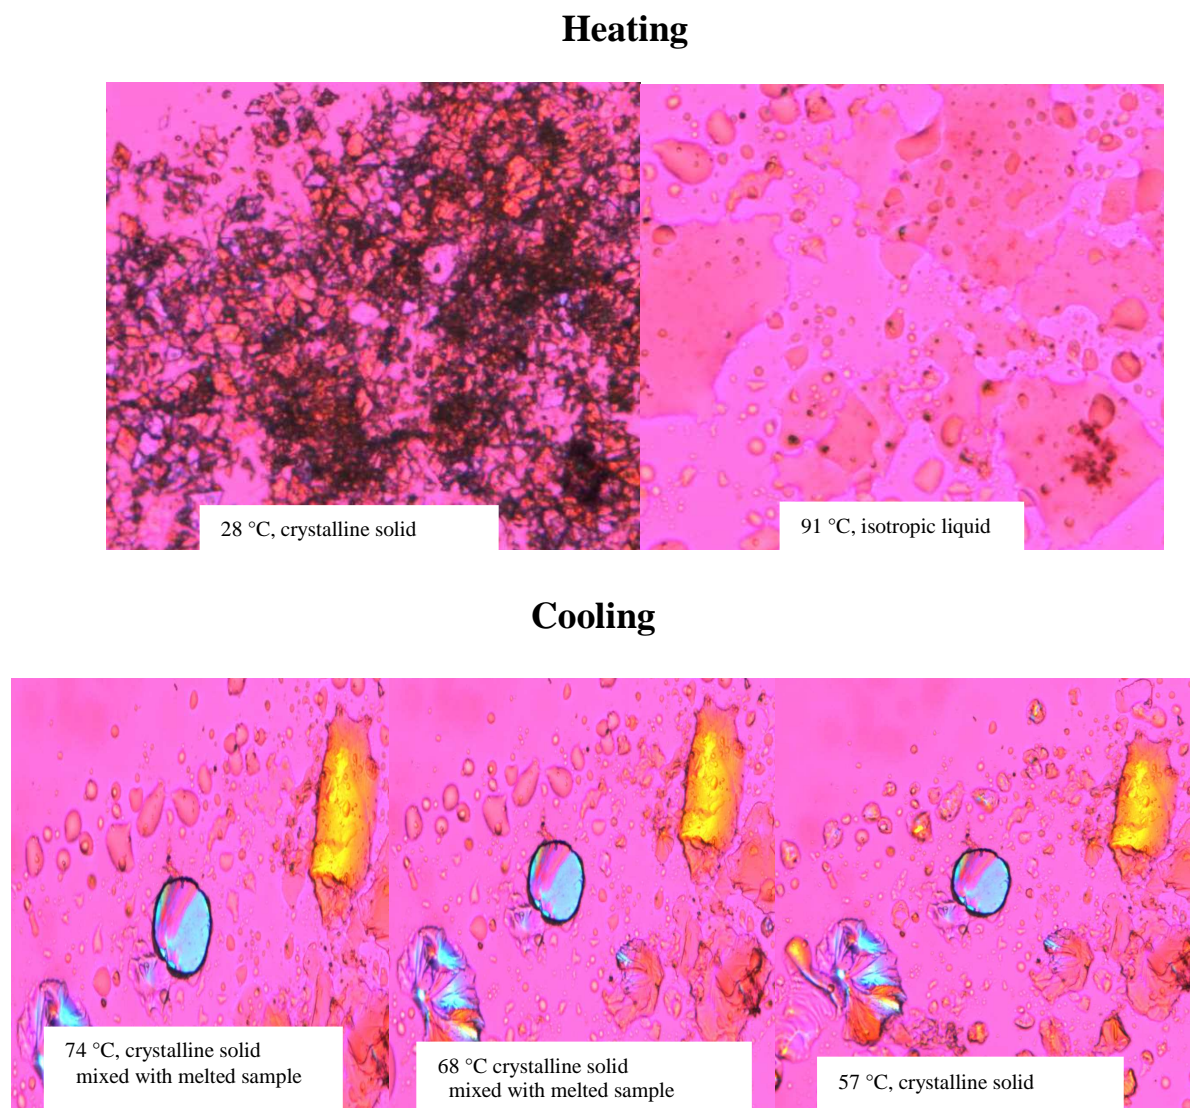 Heating
28 °C, crystalline solid
91 °C, isotropic liquid
Cooling
74 °C, crystalline solid
mixed with melted sample
68 °C crystalline solid
mixed with melted sample
57 °C, crystalline solid